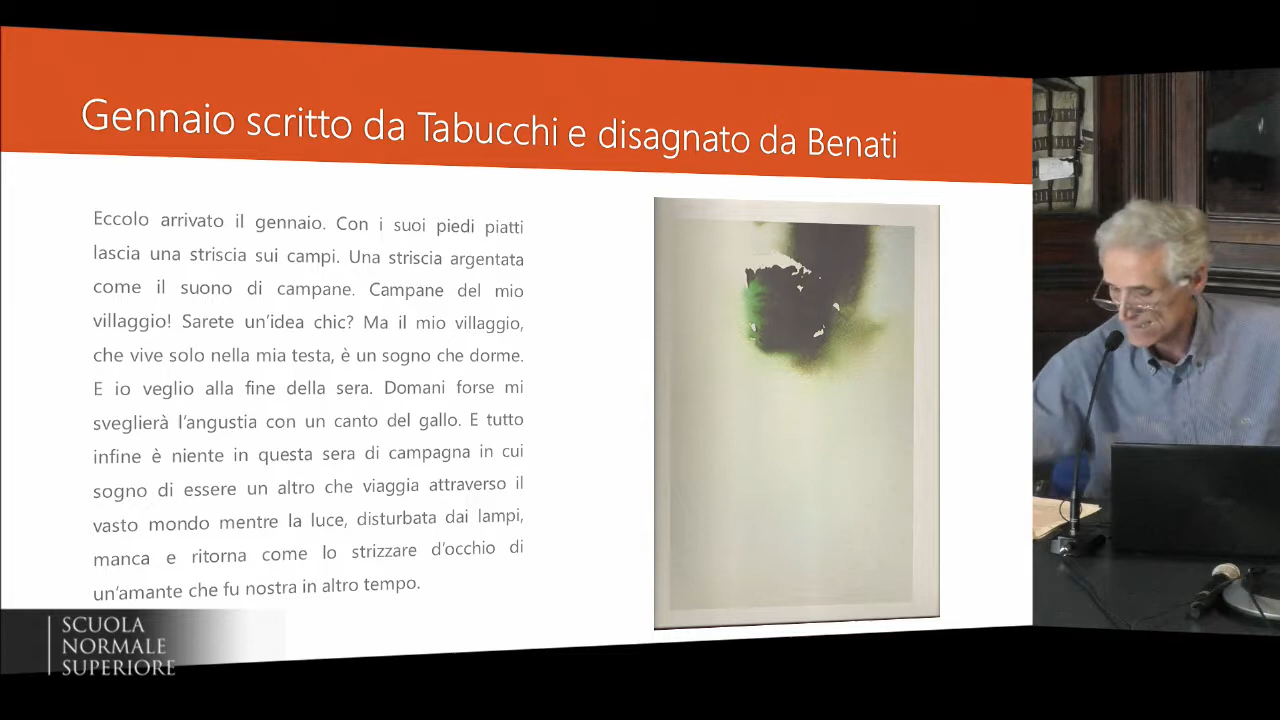 Gennaio scritto da Tabucchi e disagnato da Benati
Eccolo arrivato il gennaio. Con i suoi piedi piatti
lascia una striscia sui campi. Una striscia argentata
come il suono di campane. Campane del mio
villaggio! Sarete un'idea chic? Ma il mio villaggio,
che vive solo nella mia testa, è un sogno che dorme.
E io veglio alla fine della sera. Domani forse mi
sveglierà l'angustia con un canto del gallo. E tutto
infine è niente in questa sera di campagna in cui
sogno di essere un altro che viaggia attraverso il
vasto mondo mentre la luce, disturbata dai lampi,
manca e ritorna come lo strizzare d'occhio di
un'amante che fu nostra in altro tempo.
SCUOLA
NORMALE
SUPERIORE